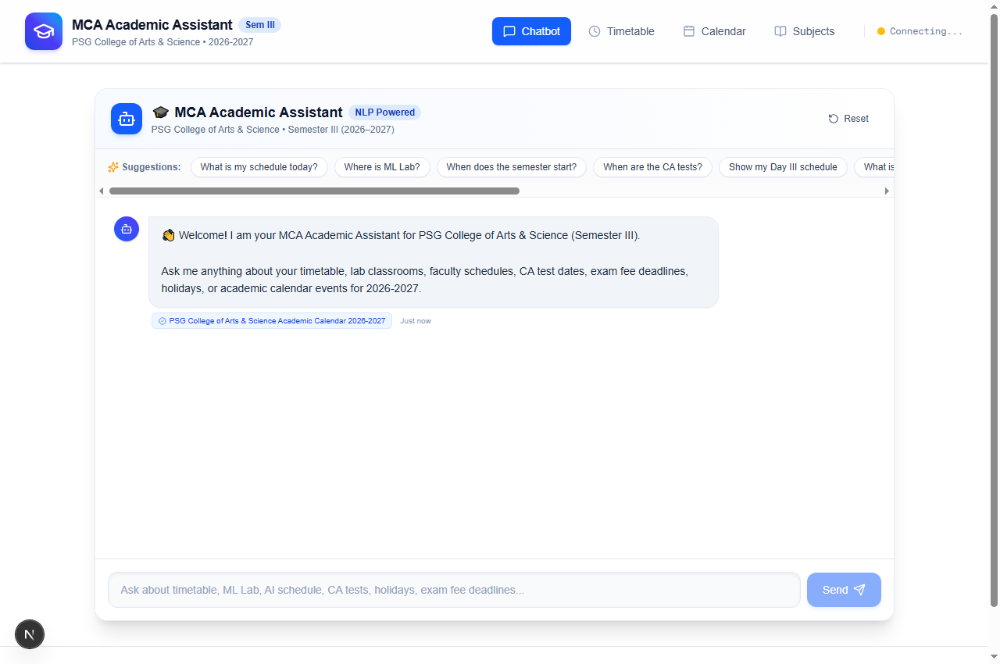 MCA Academic Assistant Sem III
PSG College of Arts & Science • 2026-2027
Chatbot Timetable Calendar Subjects Connecting...
🎓 MCA Academic Assistant NLP Powered
PSG College of Arts & Science • Semester III (2026–2027)
Reset
Suggestions: What is my schedule today? Where is ML Lab? When does the semester start? When are the CA tests? Show my Day III schedule What is
👋 Welcome! I am your MCA Academic Assistant for PSG College of Arts & Science (Semester III).
Ask me anything about your timetable, lab classrooms, faculty schedules, CA test dates, exam fee deadlines,
holidays, or academic calendar events for 2026-2027.
PSG College of Arts & Science Academic Calendar 2026-2027 Just now
Ask about timetable, ML Lab, AI schedule, CA tests, holidays, exam fee deadlines...
Send
N